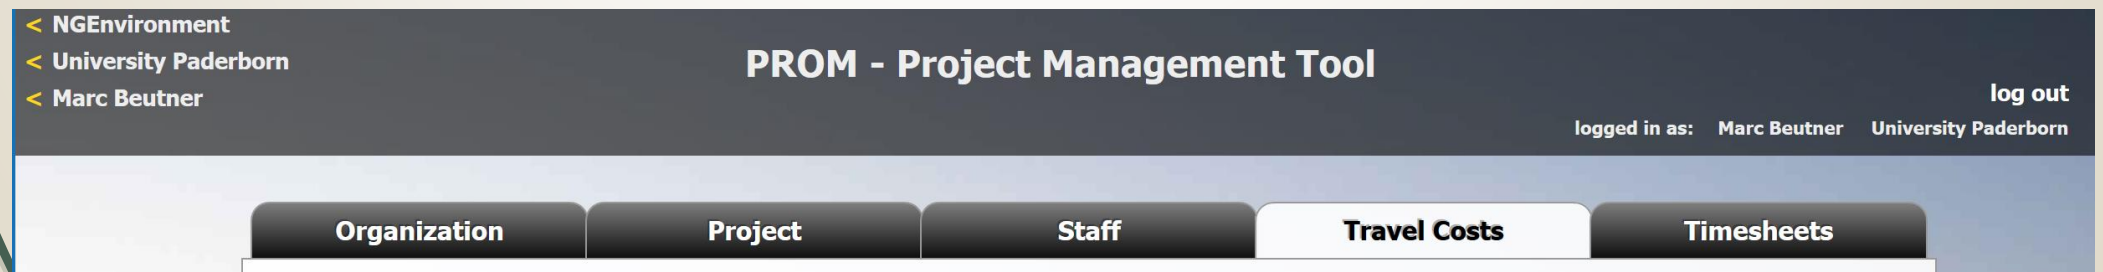 < NGEnvironment
< University Paderborn
< Marc Beutner
PROM - Project Management Tool
log out
logged in as: Marc Beutner University Paderborn
Organization Project Staff Travel Costs Timesheets